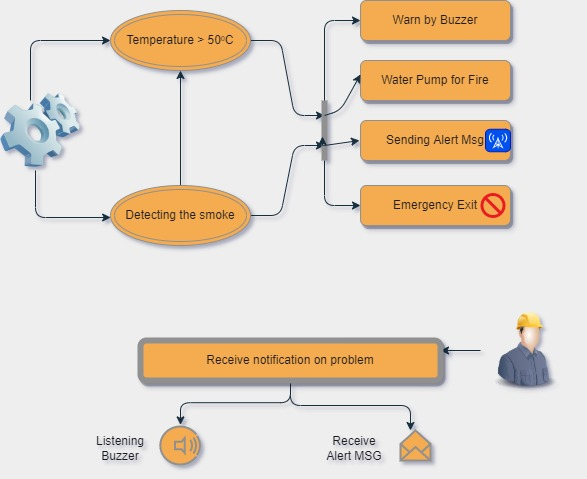 Temperature > 50°C
Warn by Buzzer
Water Pump for Fire
Sending Alert Msg
Detecting the smoke
Emergency Exit
Receive notification on problem
Listening
Buzzer
Receive
Alert MSG